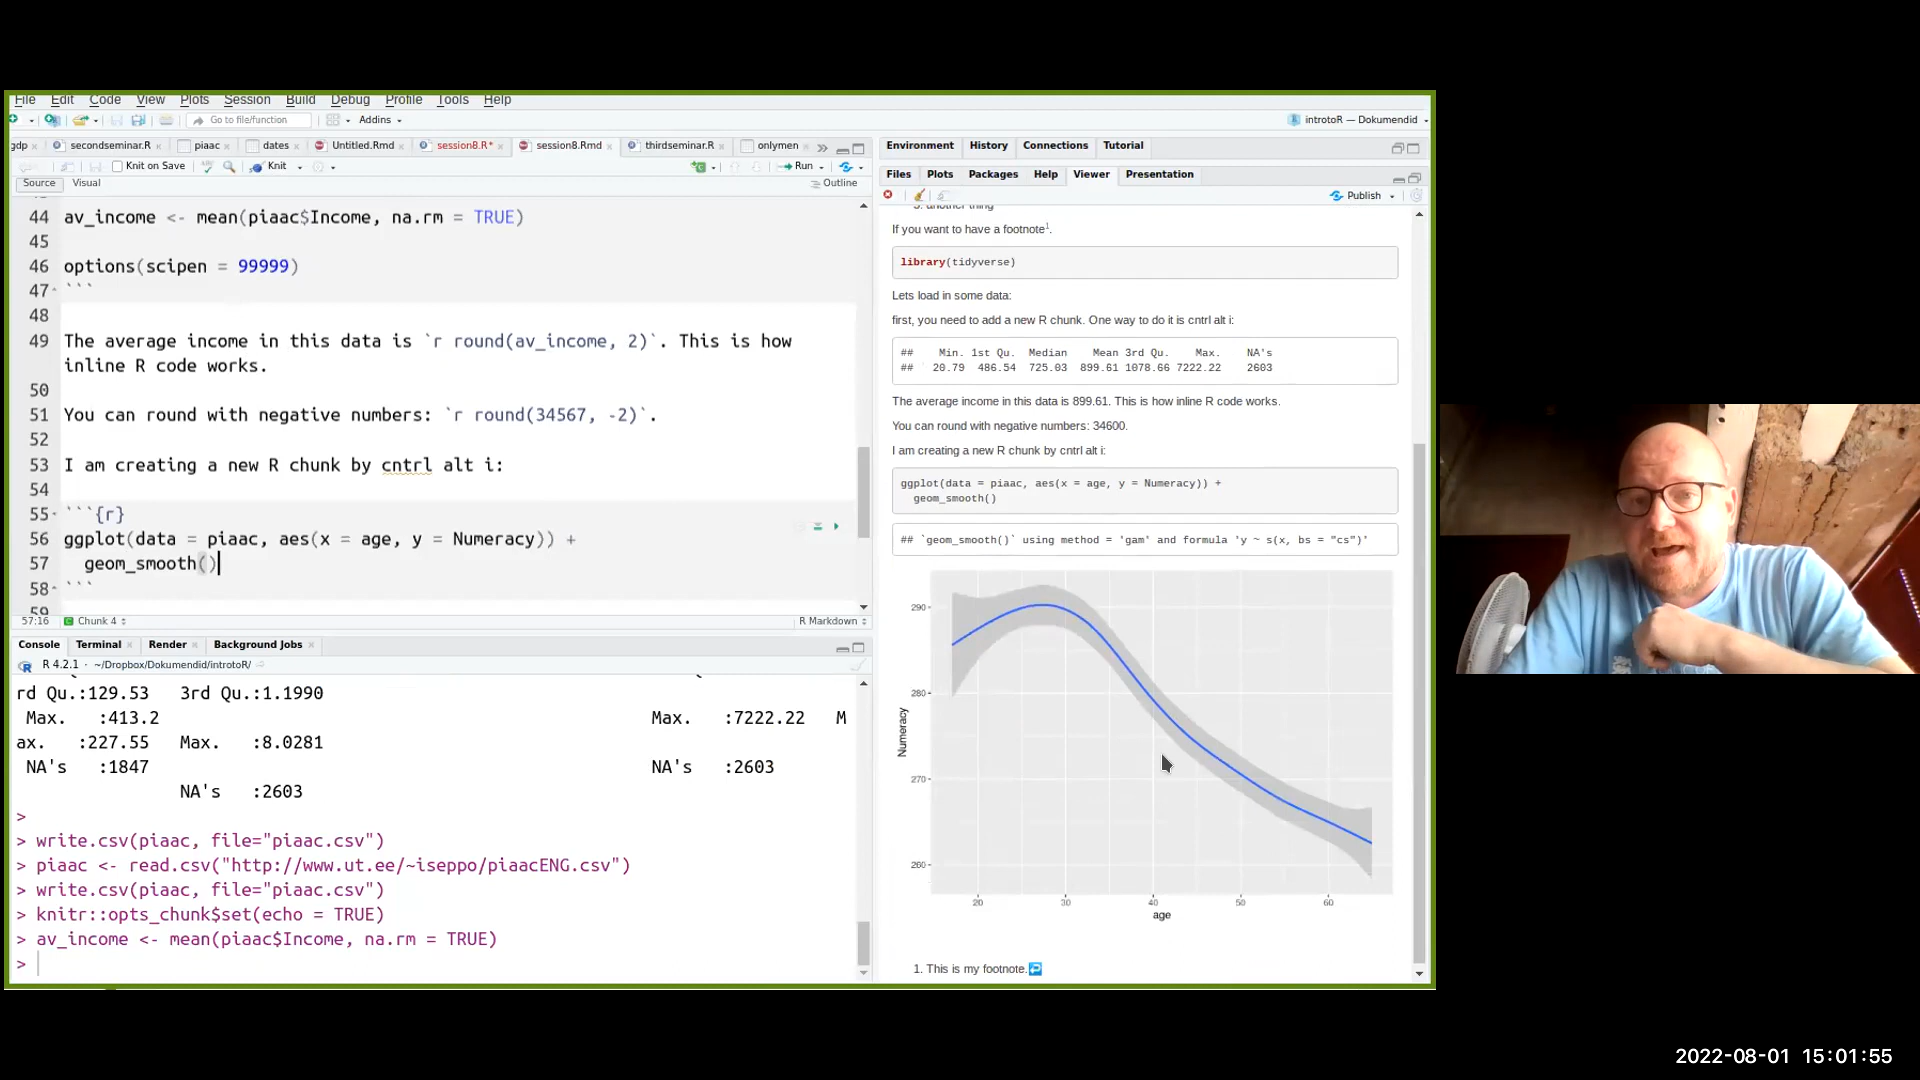 File Edit Code View Plots Session Build Debug Profile Tools Help
Go to file/function Addins introtoR — Dokumendid
gdp secondseminar.R piaac dates Untitled.Rmd session8.R* session8.Rmd thirdseminar.R onlymen
Knit on Save Knit Run
Source Visual Outline
44 av_income <- mean(piaac$Income, na.rm = TRUE)
45
46 options(scipen = 99999)
47 ```
48
49 The average income in this data is `r round(av_income, 2)`. This is how
inline R code works.
50
51 You can round with negative numbers: `r round(34567, -2)`.
52
53 I am creating a new R chunk by cntrl alt i:
54
55 ```{r}
56 ggplot(data = piaac, aes(x = age, y = Numeracy)) +
57 geom_smooth()
58 ```
59
57:16 Chunk 4 R Markdown
Console Terminal Render Background Jobs
R 4.2.1 · ~/Dropbox/Dokumendid/introtoR/
rd Qu.:129.53 3rd Qu.:1.1990
Max. :413.2 Max. :7222.22 M
ax. :227.55 Max. :8.0281
NA's :1847 NA's :2603
NA's :2603
>
> write.csv(piaac, file="piaac.csv")
> piaac <- read.csv("http://www.ut.ee/~iseppo/piaacENG.csv")
> write.csv(piaac, file="piaac.csv")
> knitr::opts_chunk$set(echo = TRUE)
> av_income <- mean(piaac$Income, na.rm = TRUE)
>
Environment History Connections Tutorial
Files Plots Packages Help Viewer Presentation
Publish
3. another thing
If you want to have a footnote1.
library(tidyverse)
Lets load in some data:
first, you need to add a new R chunk. One way to do it is cntrl alt i:
## Min. 1st Qu. Median Mean 3rd Qu. Max. NA's
## 20.79 486.54 725.03 899.61 1078.66 7222.22 2603
The average income in this data is 899.61. This is how inline R code works.
You can round with negative numbers: 34600.
I am creating a new R chunk by cntrl alt i:
ggplot(data = piaac, aes(x = age, y = Numeracy)) +
geom_smooth()
## `geom_smooth()` using method = 'gam' and formula 'y ~ s(x, bs = "cs")'
290
280
270
260
Numeracy
20 30 40 50 60
age
1. This is my footnote.
2022-08-01 15:01:55